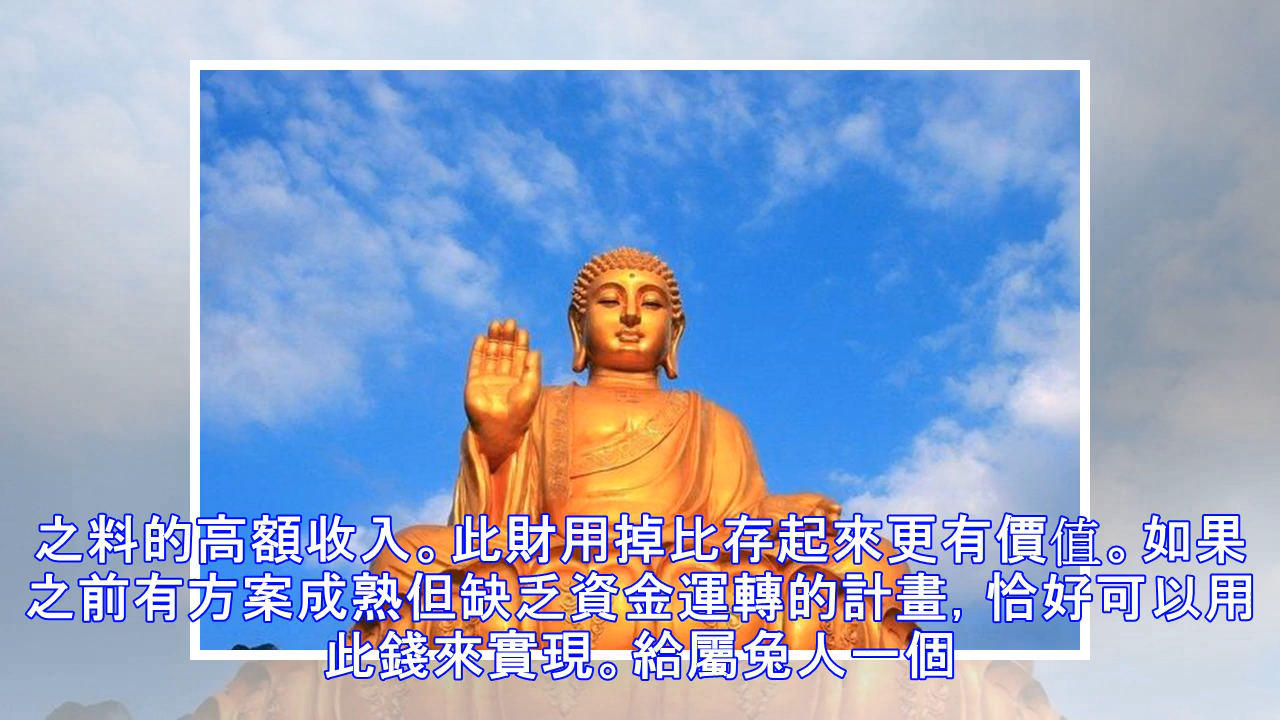 之料的高額收入。此財用掉比存起來更有價值。如果
之前有方案成熟但缺乏資金運轉的計畫, 恰好可以用
此錢來實現。給屬兔人一個